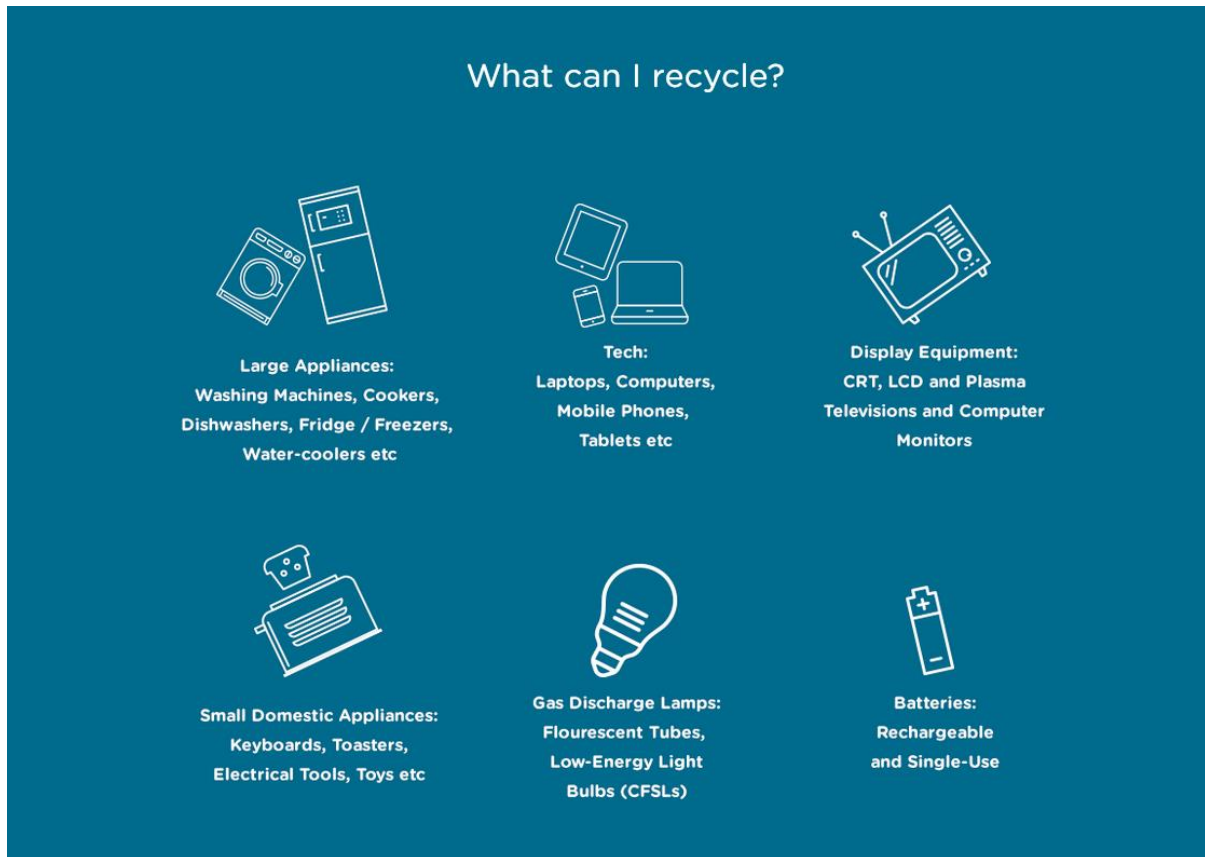 What can I recycle?
Large Appliances:
Washing Machines, Cookers,
Dishwashers, Fridge / Freezers,
Water-coolers etc
Tech:
Laptops, Computers,
Mobile Phones,
Tablets etc
Display Equipment:
CRT, LCD and Plasma
Televisions and Computer
Monitors
Small Domestic Appliances:
Keyboards, Toasters,
Electrical Tools, Toys etc
Gas Discharge Lamps:
Flourescent Tubes,
Low-Energy Light
Bulbs (CFSLs)
Batteries:
Rechargeable
and Single-Use